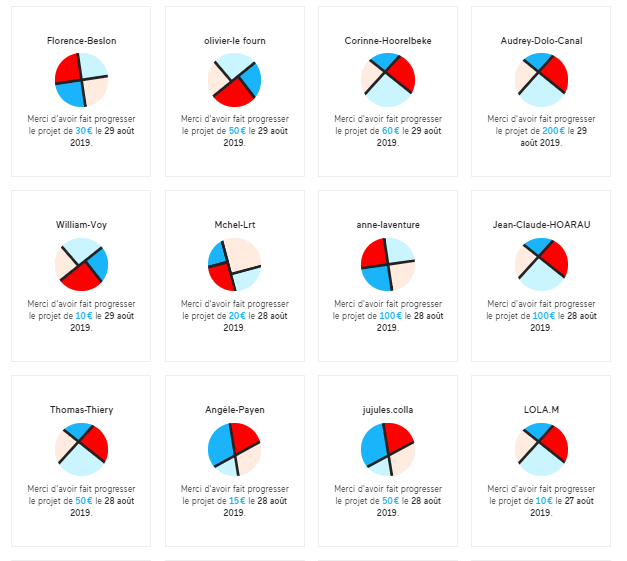 Florence-Beslon
Merci d'avoir fait progresser
le projet de 30€ le 29 août
2019.
olivier-le fourn
Merci d'avoir fait progresser
le projet de 50€ le 29 août
2019.
Corinne-Hoorelbeke
Merci d'avoir fait progresser
le projet de 60€ le 29 août
2019.
Audrey-Dolo-Canal
Merci d'avoir fait progresser
le projet de 200€ le 29
août 2019.
William-Voy
Merci d'avoir fait progresser
le projet de 10€ le 29 août
2019.
Mchel-Lrt
Merci d'avoir fait progresser
le projet de 20€ le 28 août
2019.
anne-laventure
Merci d'avoir fait progresser
le projet de 100€ le 28 août
2019.
Jean-Claude-HOARAU
Merci d'avoir fait progresser
le projet de 100€ le 28 août
2019.
Thomas-Thiery
Merci d'avoir fait progresser
le projet de 50€ le 28 août
2019.
Angèle-Payen
Merci d'avoir fait progresser
le projet de 15€ le 28 août
2019.
jujules.colla
Merci d'avoir fait progresser
le projet de 50€ le 28 août
2019.
LOLA.M
Merci d'avoir fait progresser
le projet de 10€ le 27 août
2019.